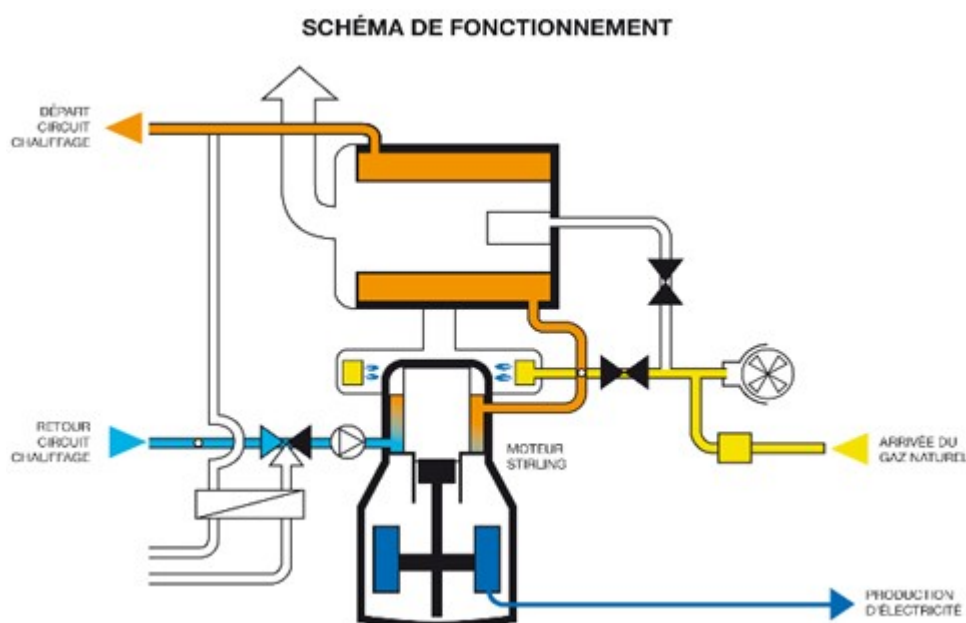 SCHÉMA DE FONCTIONNEMENT
DÉPART
CIRCUIT
CHAUFFAGE
RETOUR
CIRCUIT
CHAUFFAGE
MOTEUR
STIRLING
ARRIVÉE DU
GAZ NATUREL
PRODUCTION
D'ÉLECTRICITÉ